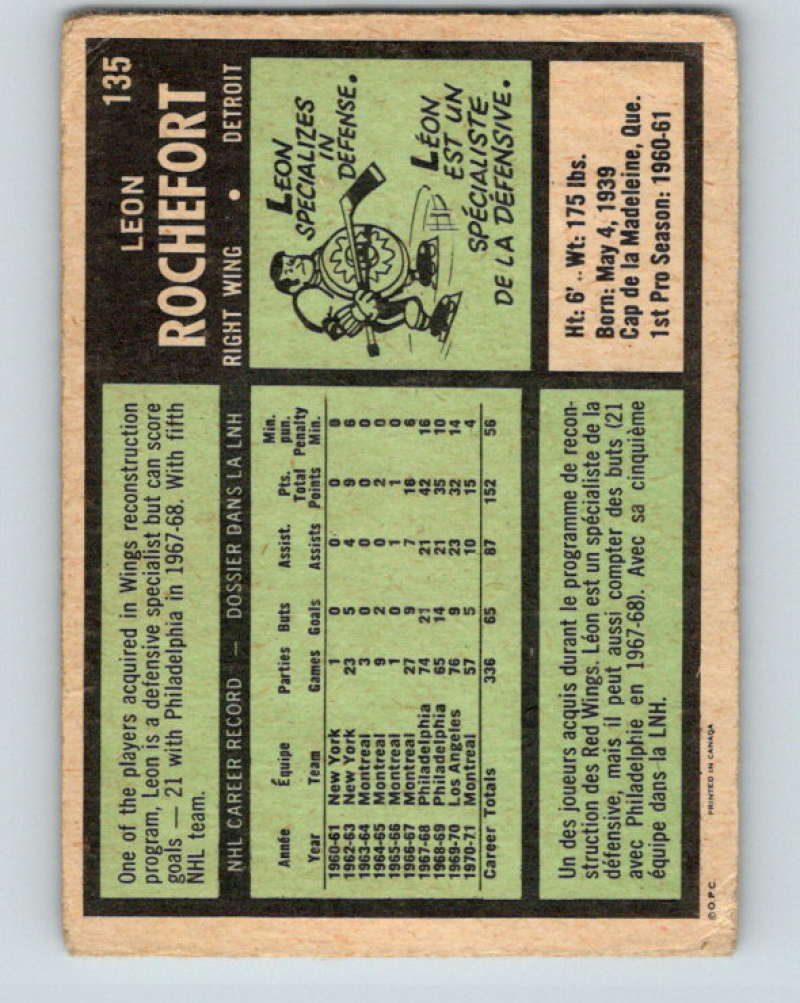 135
LEON
ROCHEFORT
RIGHT WING • DETROIT
One of the players acquired in Wings reconstruction
program, Leon is a defensive specialist but can score
goals — 21 with Philadelphia in 1967-68. With fifth
NHL team.
LEON
SPECIALIZES
IN
DEFENSE.
LÉON
EST UN
SPÉCIALISTE
DE LA DÉFENSIVE.
NHL CAREER RECORD — DOSSIER DANS LA LNH
Année Équipe Parties Buts Assist. Pts. Min.
Total pun.
Year Team Games Goals Assists Points Penalty
Min.
1960-61 New York 1 0 0 0 0
1962-63 New York 23 5 4 9 6
1963-64 Montreal 3 0 0 0 0
1964-65 Montreal 9 2 0 2 0
1965-66 Montreal 1 0 1 1 0
1966-67 Montreal 27 9 7 16 6
1967-68 Philadelphia 74 21 21 42 16
1968-69 Philadelphia 65 14 21 35 10
1969-70 Los Angeles 76 9 23 32 14
1970-71 Montreal 57 5 10 15 4
Career Totals 336 65 87 152 56
Ht: 6' .. Wt: 175 lbs.
Born: May 4, 1939
Cap de la Madeleine, Que.
1st Pro Season: 1960-61
Un des joueurs acquis durant le programme de recon-
struction des Red Wings. Léon est un spécialiste de la
défensive, mais il peut aussi compter des buts (21
avec Philadelphie en 1967-68). Avec sa cinquième
équipe dans la LNH.
©O.P.C. PRINTED IN CANADA